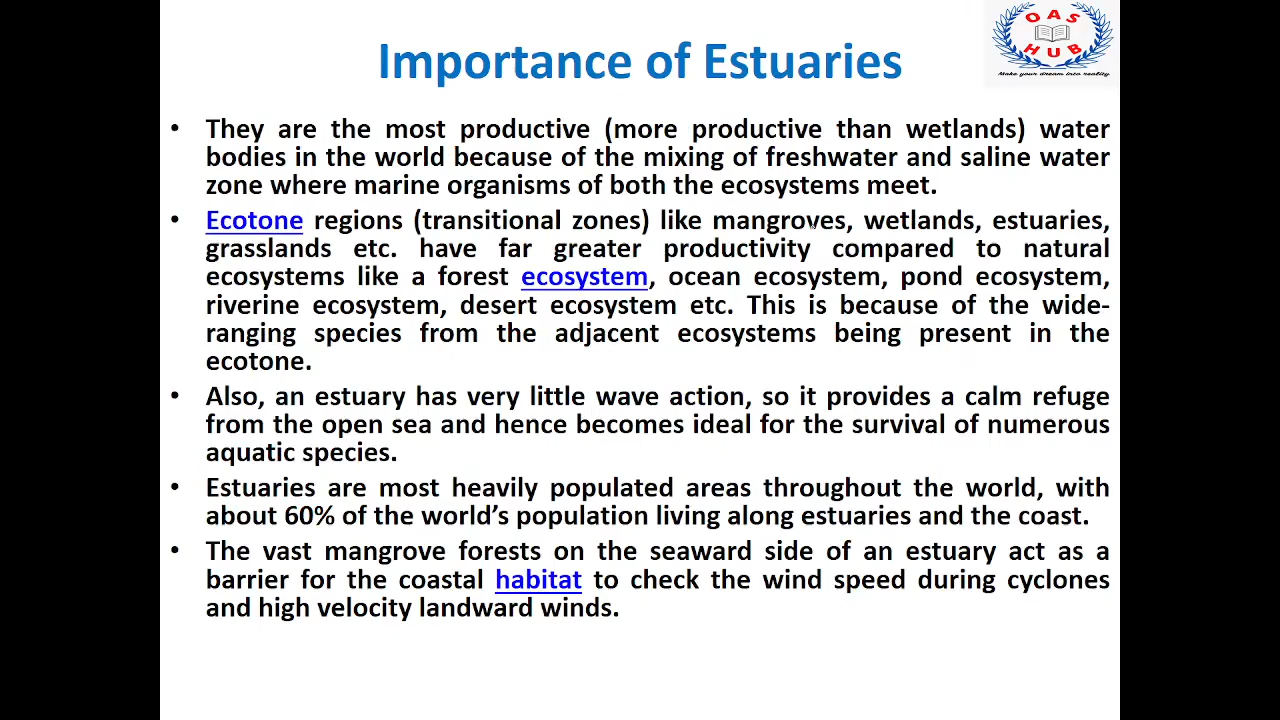 OAS
HUB
Make your dream into reality
Importance of Estuaries
• They are the most productive (more productive than wetlands) water
bodies in the world because of the mixing of freshwater and saline water
zone where marine organisms of both the ecosystems meet.
• Ecotone regions (transitional zones) like mangroves, wetlands, estuaries,
grasslands etc. have far greater productivity compared to natural
ecosystems like a forest ecosystem, ocean ecosystem, pond ecosystem,
riverine ecosystem, desert ecosystem etc. This is because of the wide-
ranging species from the adjacent ecosystems being present in the
ecotone.
• Also, an estuary has very little wave action, so it provides a calm refuge
from the open sea and hence becomes ideal for the survival of numerous
aquatic species.
• Estuaries are most heavily populated areas throughout the world, with
about 60% of the world’s population living along estuaries and the coast.
• The vast mangrove forests on the seaward side of an estuary act as a
barrier for the coastal habitat to check the wind speed during cyclones
and high velocity landward winds.